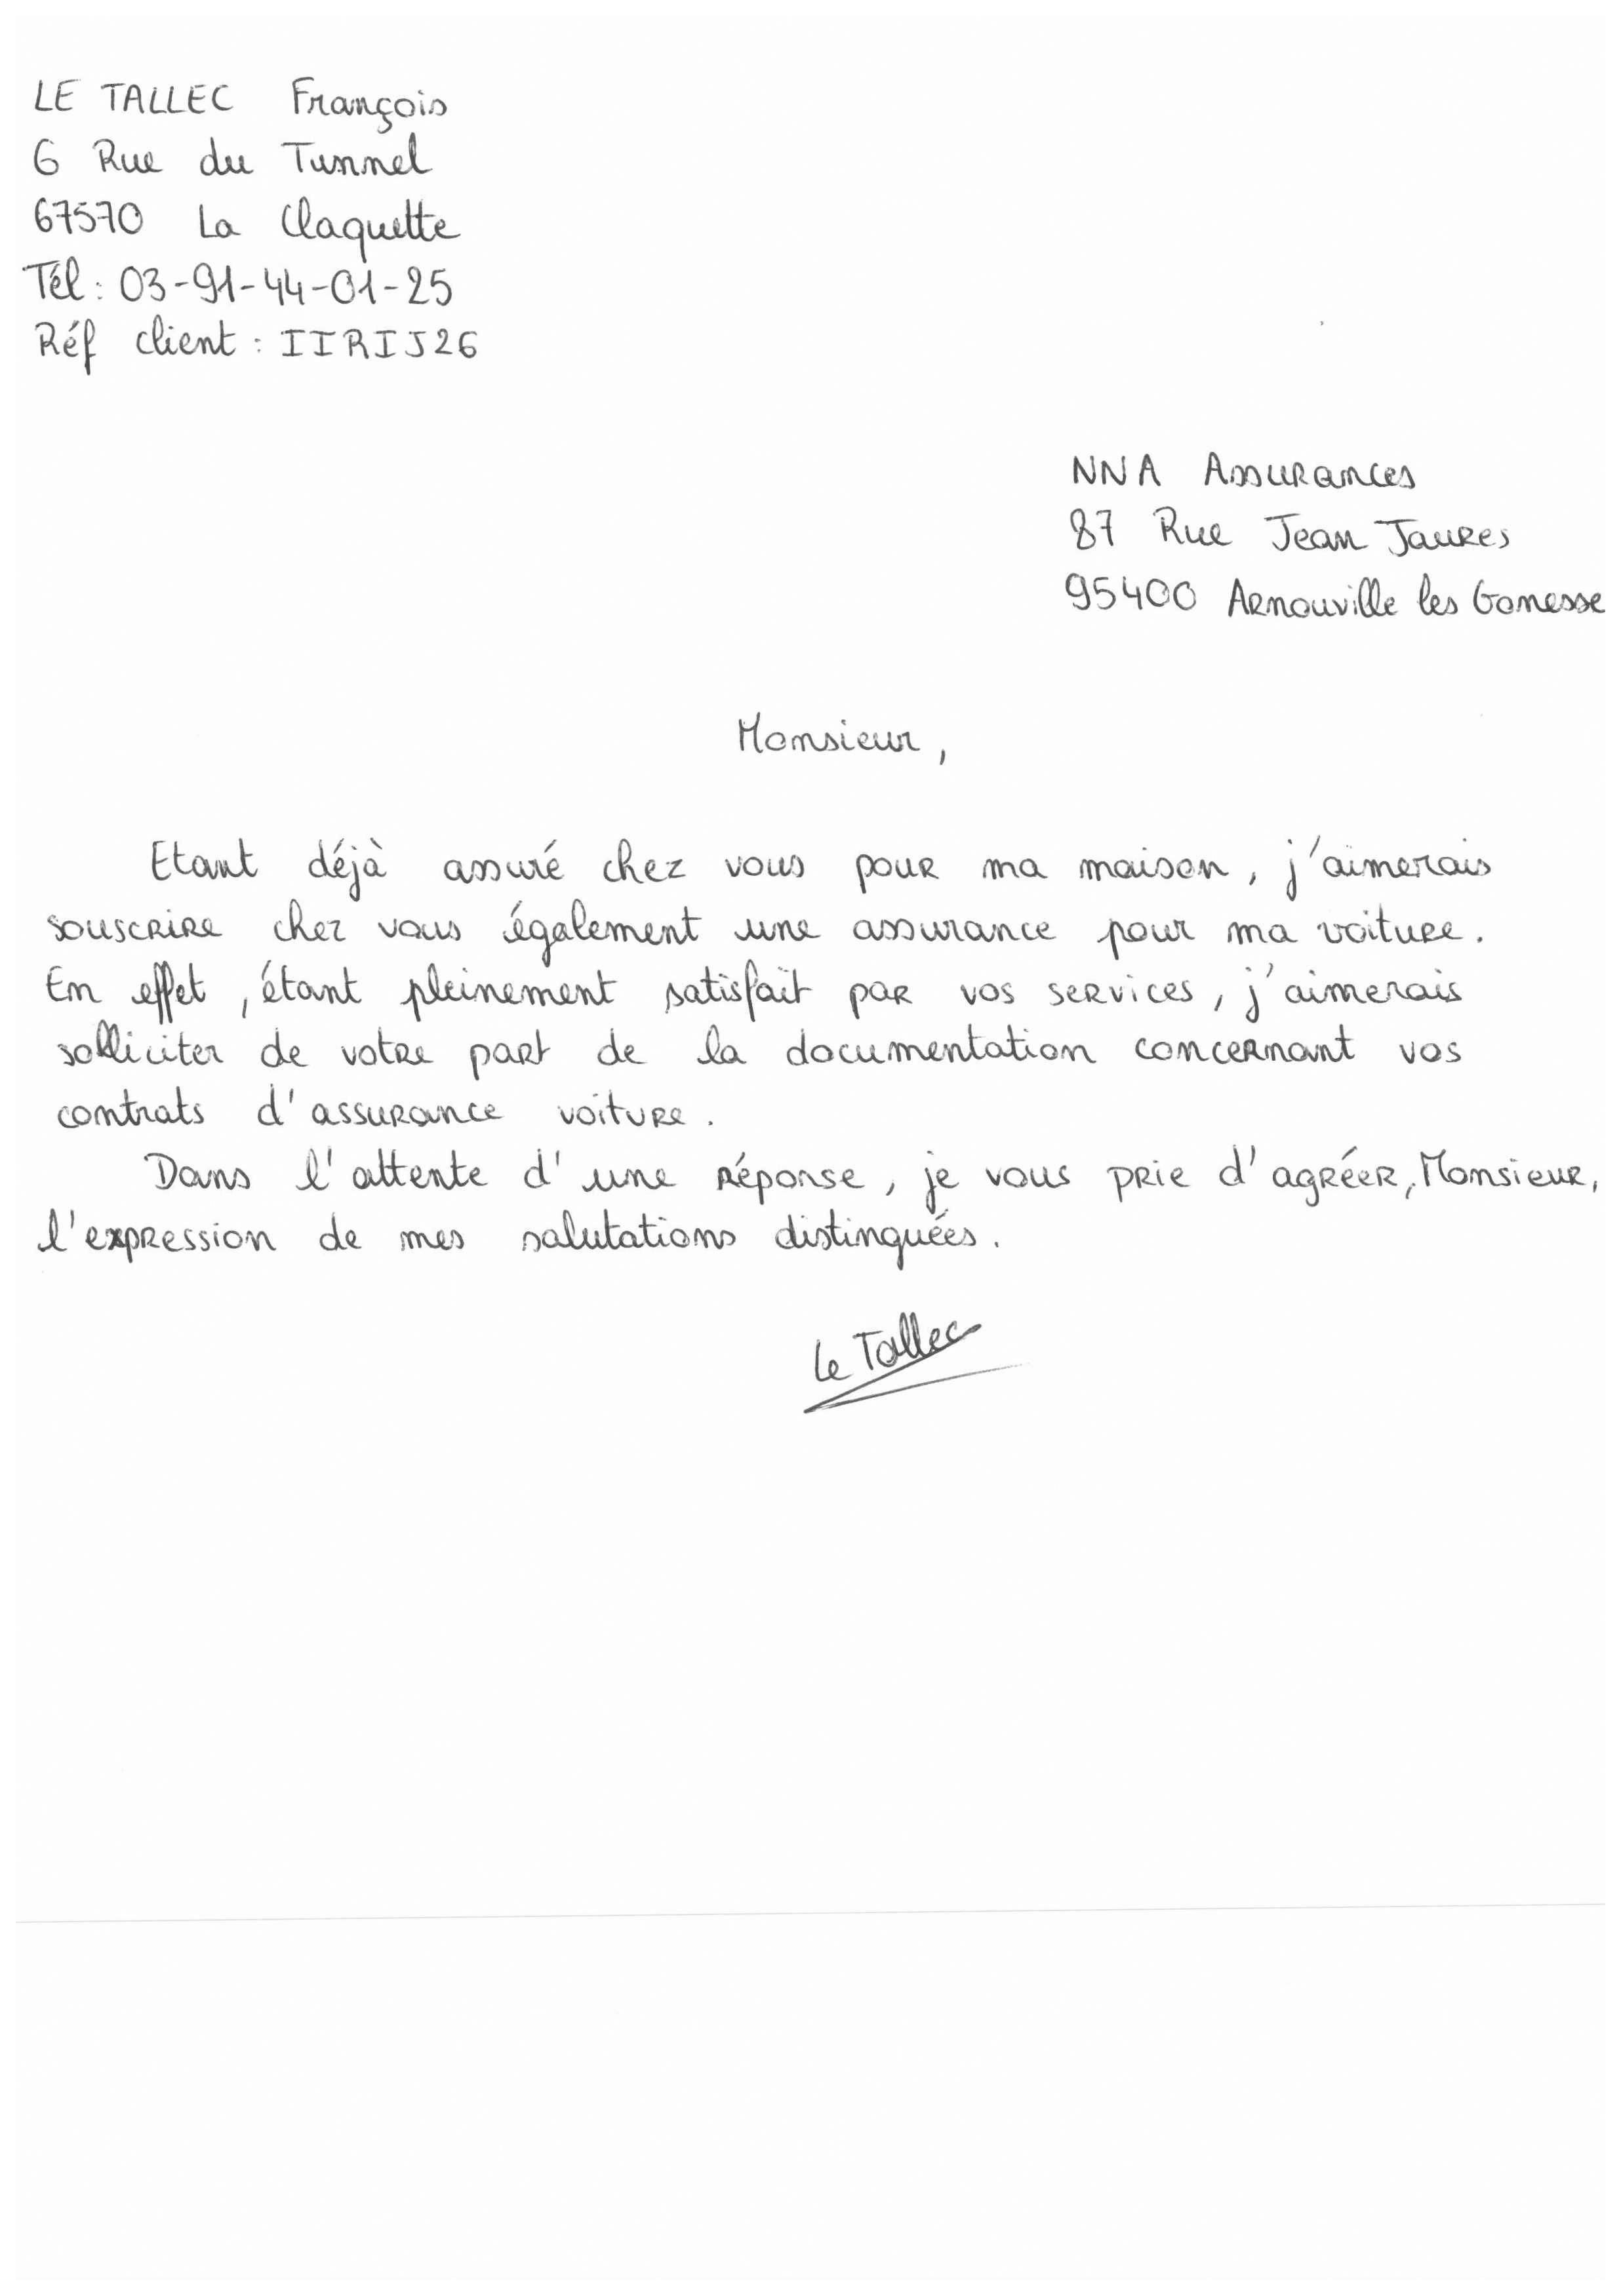 LE TALLEC François
6 Rue du Tunnel
67570 La Claquette
Tél : 03-91-44-01-25
Réf client : IIRIJ26
NNA Assurances
87 Rue Jean Jaures
95400 Arnouville les Gonesse
Monsieur,
Etant déjà assuré chez vous pour ma maison, j'aimerais
souscrire chez vous également une assurance pour ma voiture.
En effet, étant pleinement satisfait par vos services, j'aimerais
solliciter de votre part de la documentation concernant vos
contrats d'assurance voiture.
Dans l'attente d'une réponse, je vous prie d'agréer, Monsieur,
l'expression de mes salutations distinguées.
Le Tallec